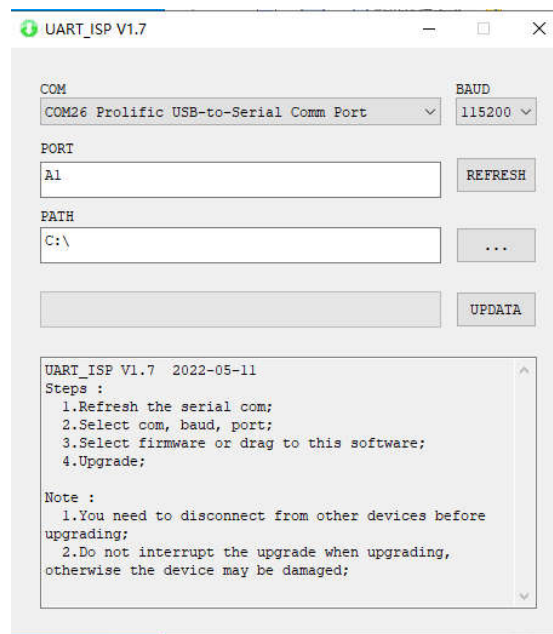 UART_ISP V1.7
COM
BAUD
COM26 Prolific USB-to-Serial Comm Port
115200
PORT
A1
REFRESH
PATH
C:\
...
UPDATA
UART_ISP V1.7  2022-05-11
Steps :
1.Refresh the serial com;
2.Select com, baud, port;
3.Select firmware or drag to this software;
4.Upgrade;
Note :
1.You need to disconnect from other devices before
upgrading;
2.Do not interrupt the upgrade when upgrading,
otherwise the device may be damaged;